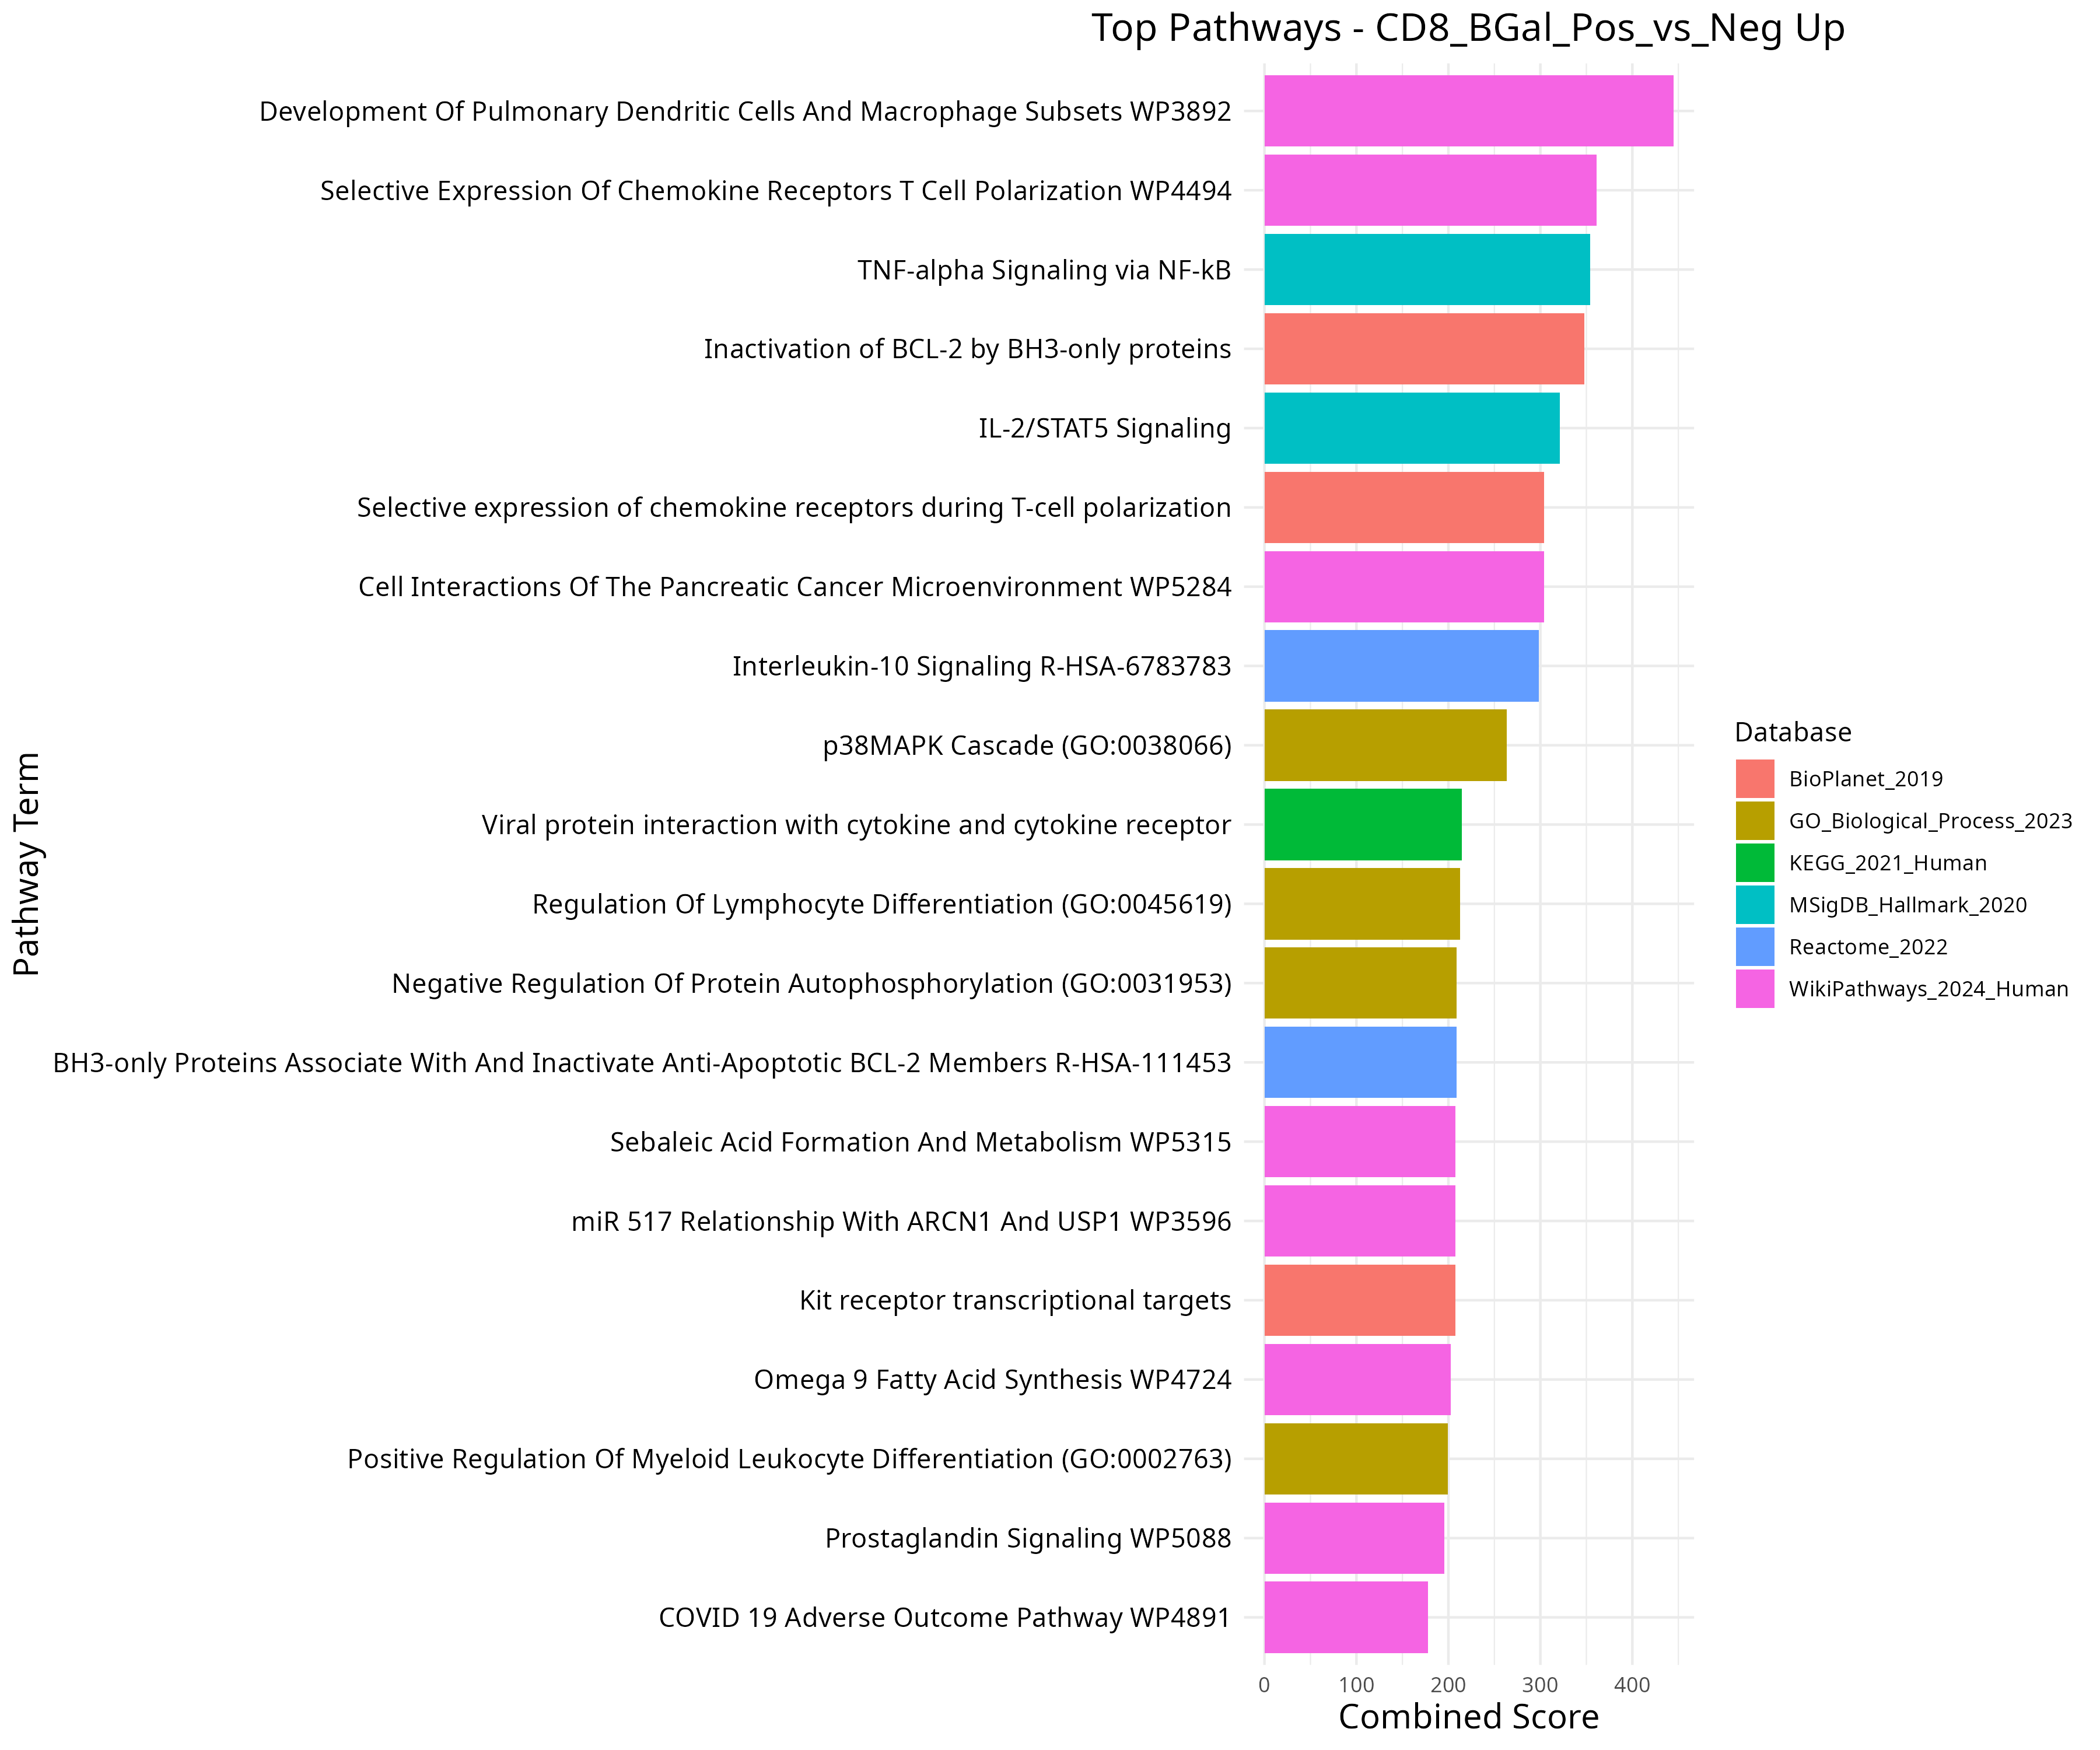 Top Pathways - CD8_BGal_Pos_vs_Neg Up
Pathway Term
Development Of Pulmonary Dendritic Cells And Macrophage Subsets WP3892
Selective Expression Of Chemokine Receptors T Cell Polarization WP4494
TNF-alpha Signaling via NF-kB
Inactivation of BCL-2 by BH3-only proteins
IL-2/STAT5 Signaling
Selective expression of chemokine receptors during T-cell polarization
Cell Interactions Of The Pancreatic Cancer Microenvironment WP5284
Interleukin-10 Signaling R-HSA-6783783
p38MAPK Cascade (GO:0038066)
Viral protein interaction with cytokine and cytokine receptor
Regulation Of Lymphocyte Differentiation (GO:0045619)
Negative Regulation Of Protein Autophosphorylation (GO:0031953)
BH3-only Proteins Associate With And Inactivate Anti-Apoptotic BCL-2 Members R-HSA-111453
Sebaleic Acid Formation And Metabolism WP5315
miR 517 Relationship With ARCN1 And USP1 WP3596
Kit receptor transcriptional targets
Omega 9 Fatty Acid Synthesis WP4724
Positive Regulation Of Myeloid Leukocyte Differentiation (GO:0002763)
Prostaglandin Signaling WP5088
COVID 19 Adverse Outcome Pathway WP4891
0 100 200 300 400
Combined Score
Database
BioPlanet_2019
GO_Biological_Process_2023
KEGG_2021_Human
MSigDB_Hallmark_2020
Reactome_2022
WikiPathways_2024_Human